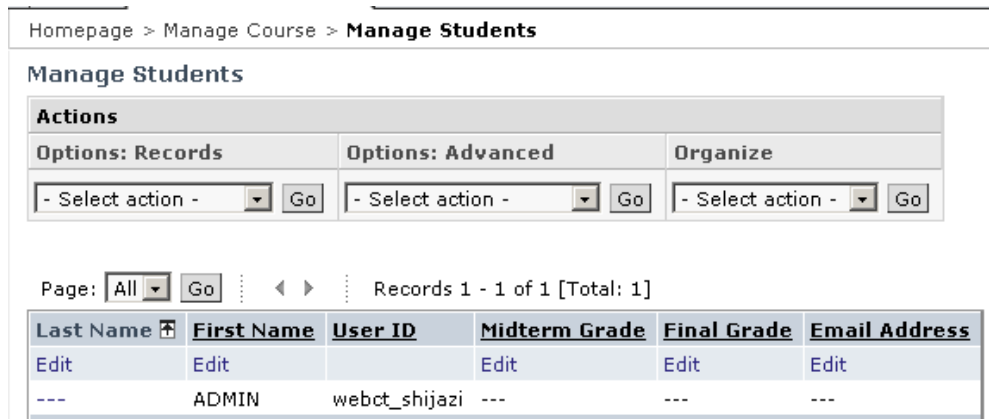 Homepage > Manage Course > Manage Students
Manage Students
Actions
Options: Records Options: Advanced Organize
- Select action - Go - Select action - Go - Select action - Go
Page: All Go Records 1 - 1 of 1 [Total: 1]
Last Name First Name User ID Midterm Grade Final Grade Email Address
Edit Edit Edit Edit Edit
--- ADMIN webct_shijazi --- --- ---